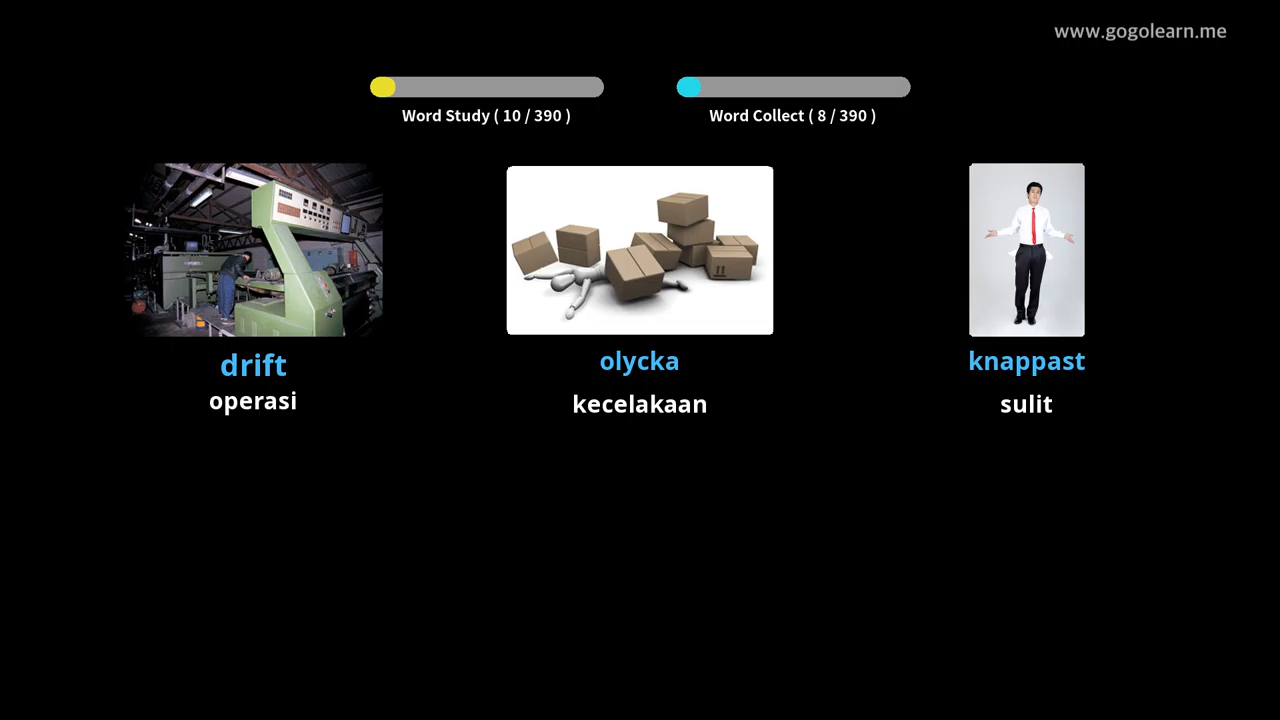 www.gogolearn.me
Word Study ( 10 / 390 )
Word Collect ( 8 / 390 )
drift
operasi
olycka
kecelakaan
knappast
sulit